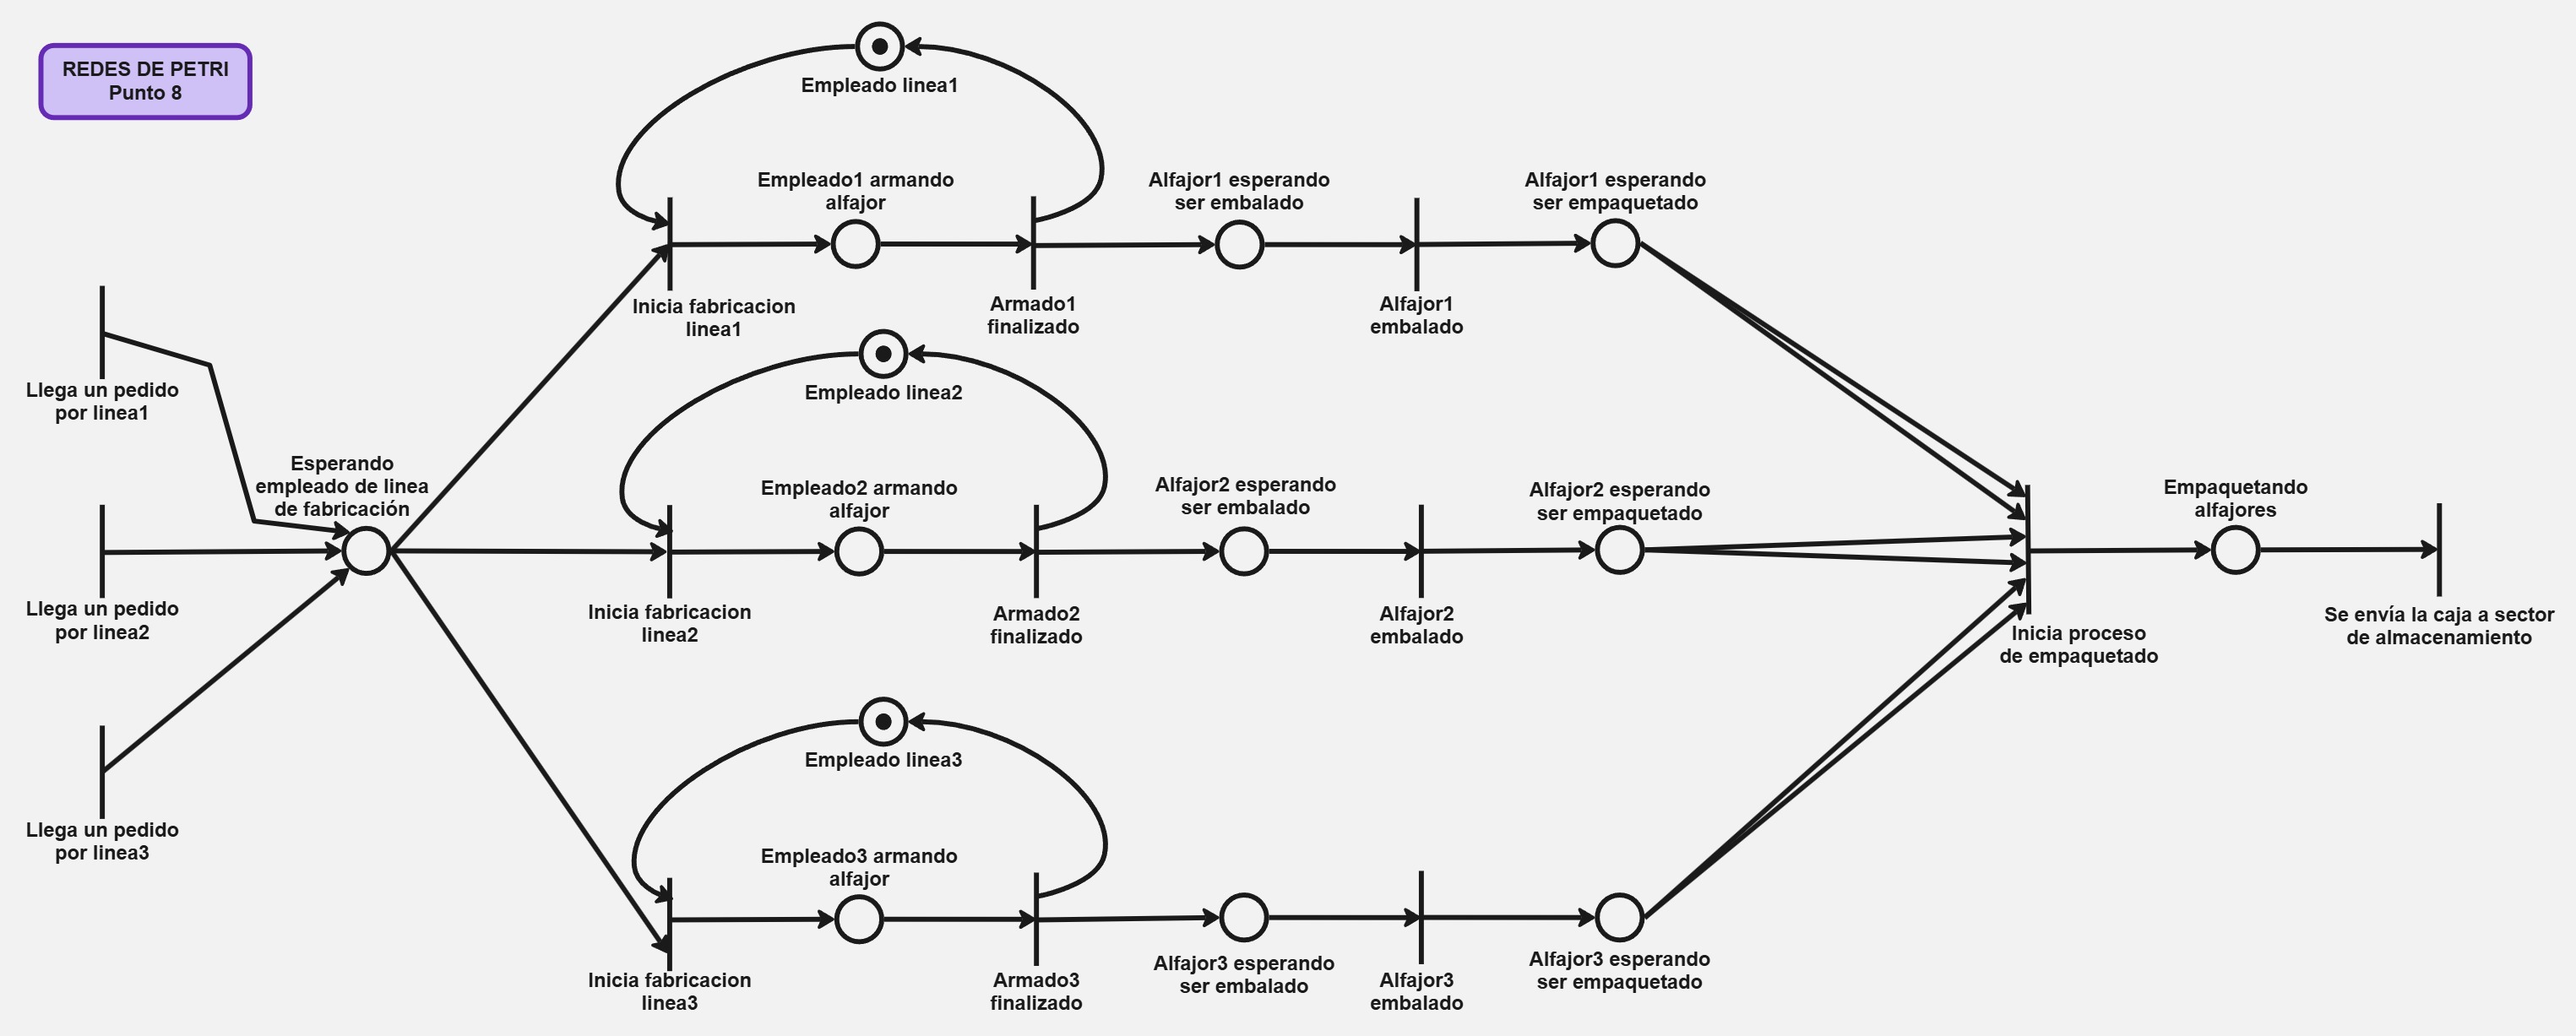 REDES DE PETRI
Punto 8
Empleado linea1
Empleado1 armando
alfajor
Alfajor1 esperando
ser embalado
Alfajor1 esperando
ser empaquetado
Inicia fabricacion
linea1
Armado1
finalizado
Alfajor1
embalado
Llega un pedido
por linea1
Empleado linea2
Esperando
empleado de linea
de fabricación
Empleado2 armando
alfajor
Alfajor2 esperando
ser embalado
Alfajor2 esperando
ser empaquetado
Empaquetando
alfajores
Llega un pedido
por linea2
Inicia fabricacion
linea2
Armado2
finalizado
Alfajor2
embalado
Inicia proceso
de empaquetado
Se envía la caja a sector
de almacenamiento
Empleado linea3
Llega un pedido
por linea3
Empleado3 armando
alfajor
Inicia fabricacion
linea3
Armado3
finalizado
Alfajor3 esperando
ser embalado
Alfajor3
embalado
Alfajor3 esperando
ser empaquetado